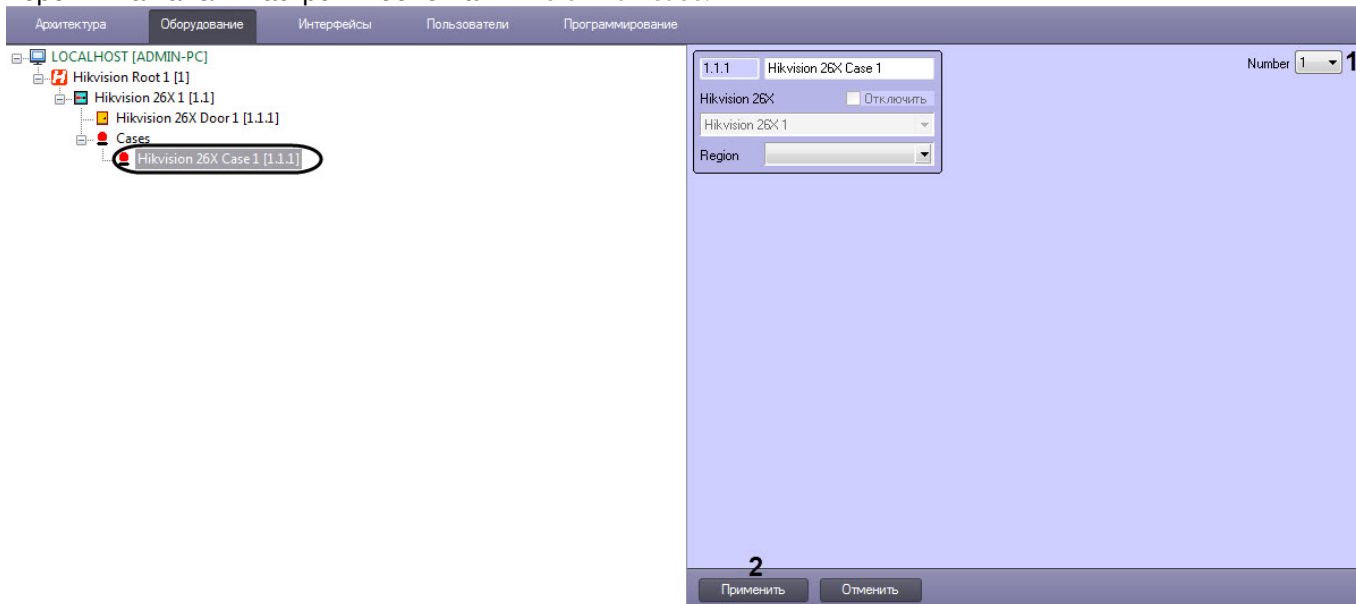 Архитектура Оборудование Интерфейсы Пользователи Программирование
LOCALHOST [ADMIN-PC]
Hikvision Root 1 [1]
Hikvision 26X 1 [1.1]
Hikvision 26X Door 1 [1.1.1]
Cases
Hikvision 26X Case 1 [1.1.1]
1.1.1 Hikvision 26X Case 1
Hikvision 26X Отключить
Hikvision 26X 1
Region
Number 1 1
2
Применить Отменить